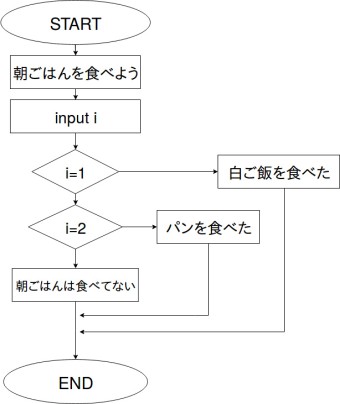 START
朝ごはんを食べよう
input i
i=1
白ご飯を食べた
i=2
パンを食べた
朝ごはんは食べてない
END